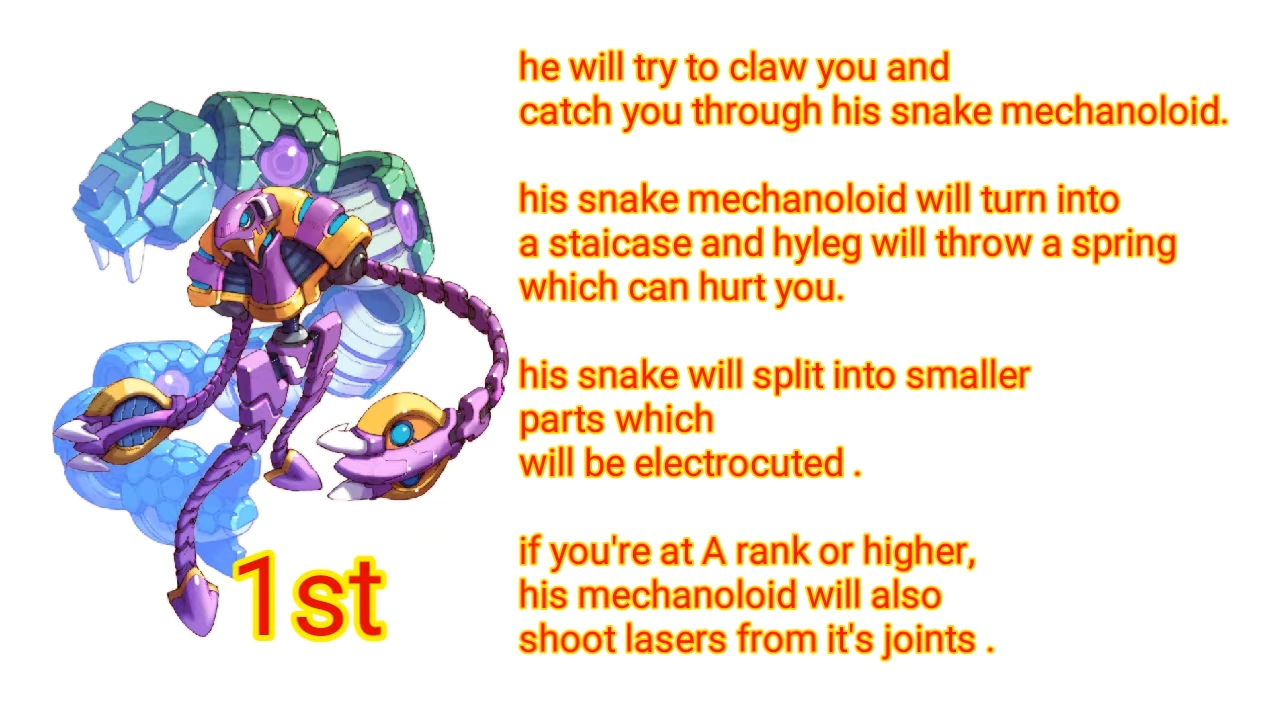 he will try to claw you and
catch you through his snake mechanoloid.
his snake mechanoloid will turn into
a staicase and hyleg will throw a spring
which can hurt you.
his snake will split into smaller
parts which
will be electrocuted .
if you're at A rank or higher,
his mechanoloid will also
shoot lasers from it's joints .
1st